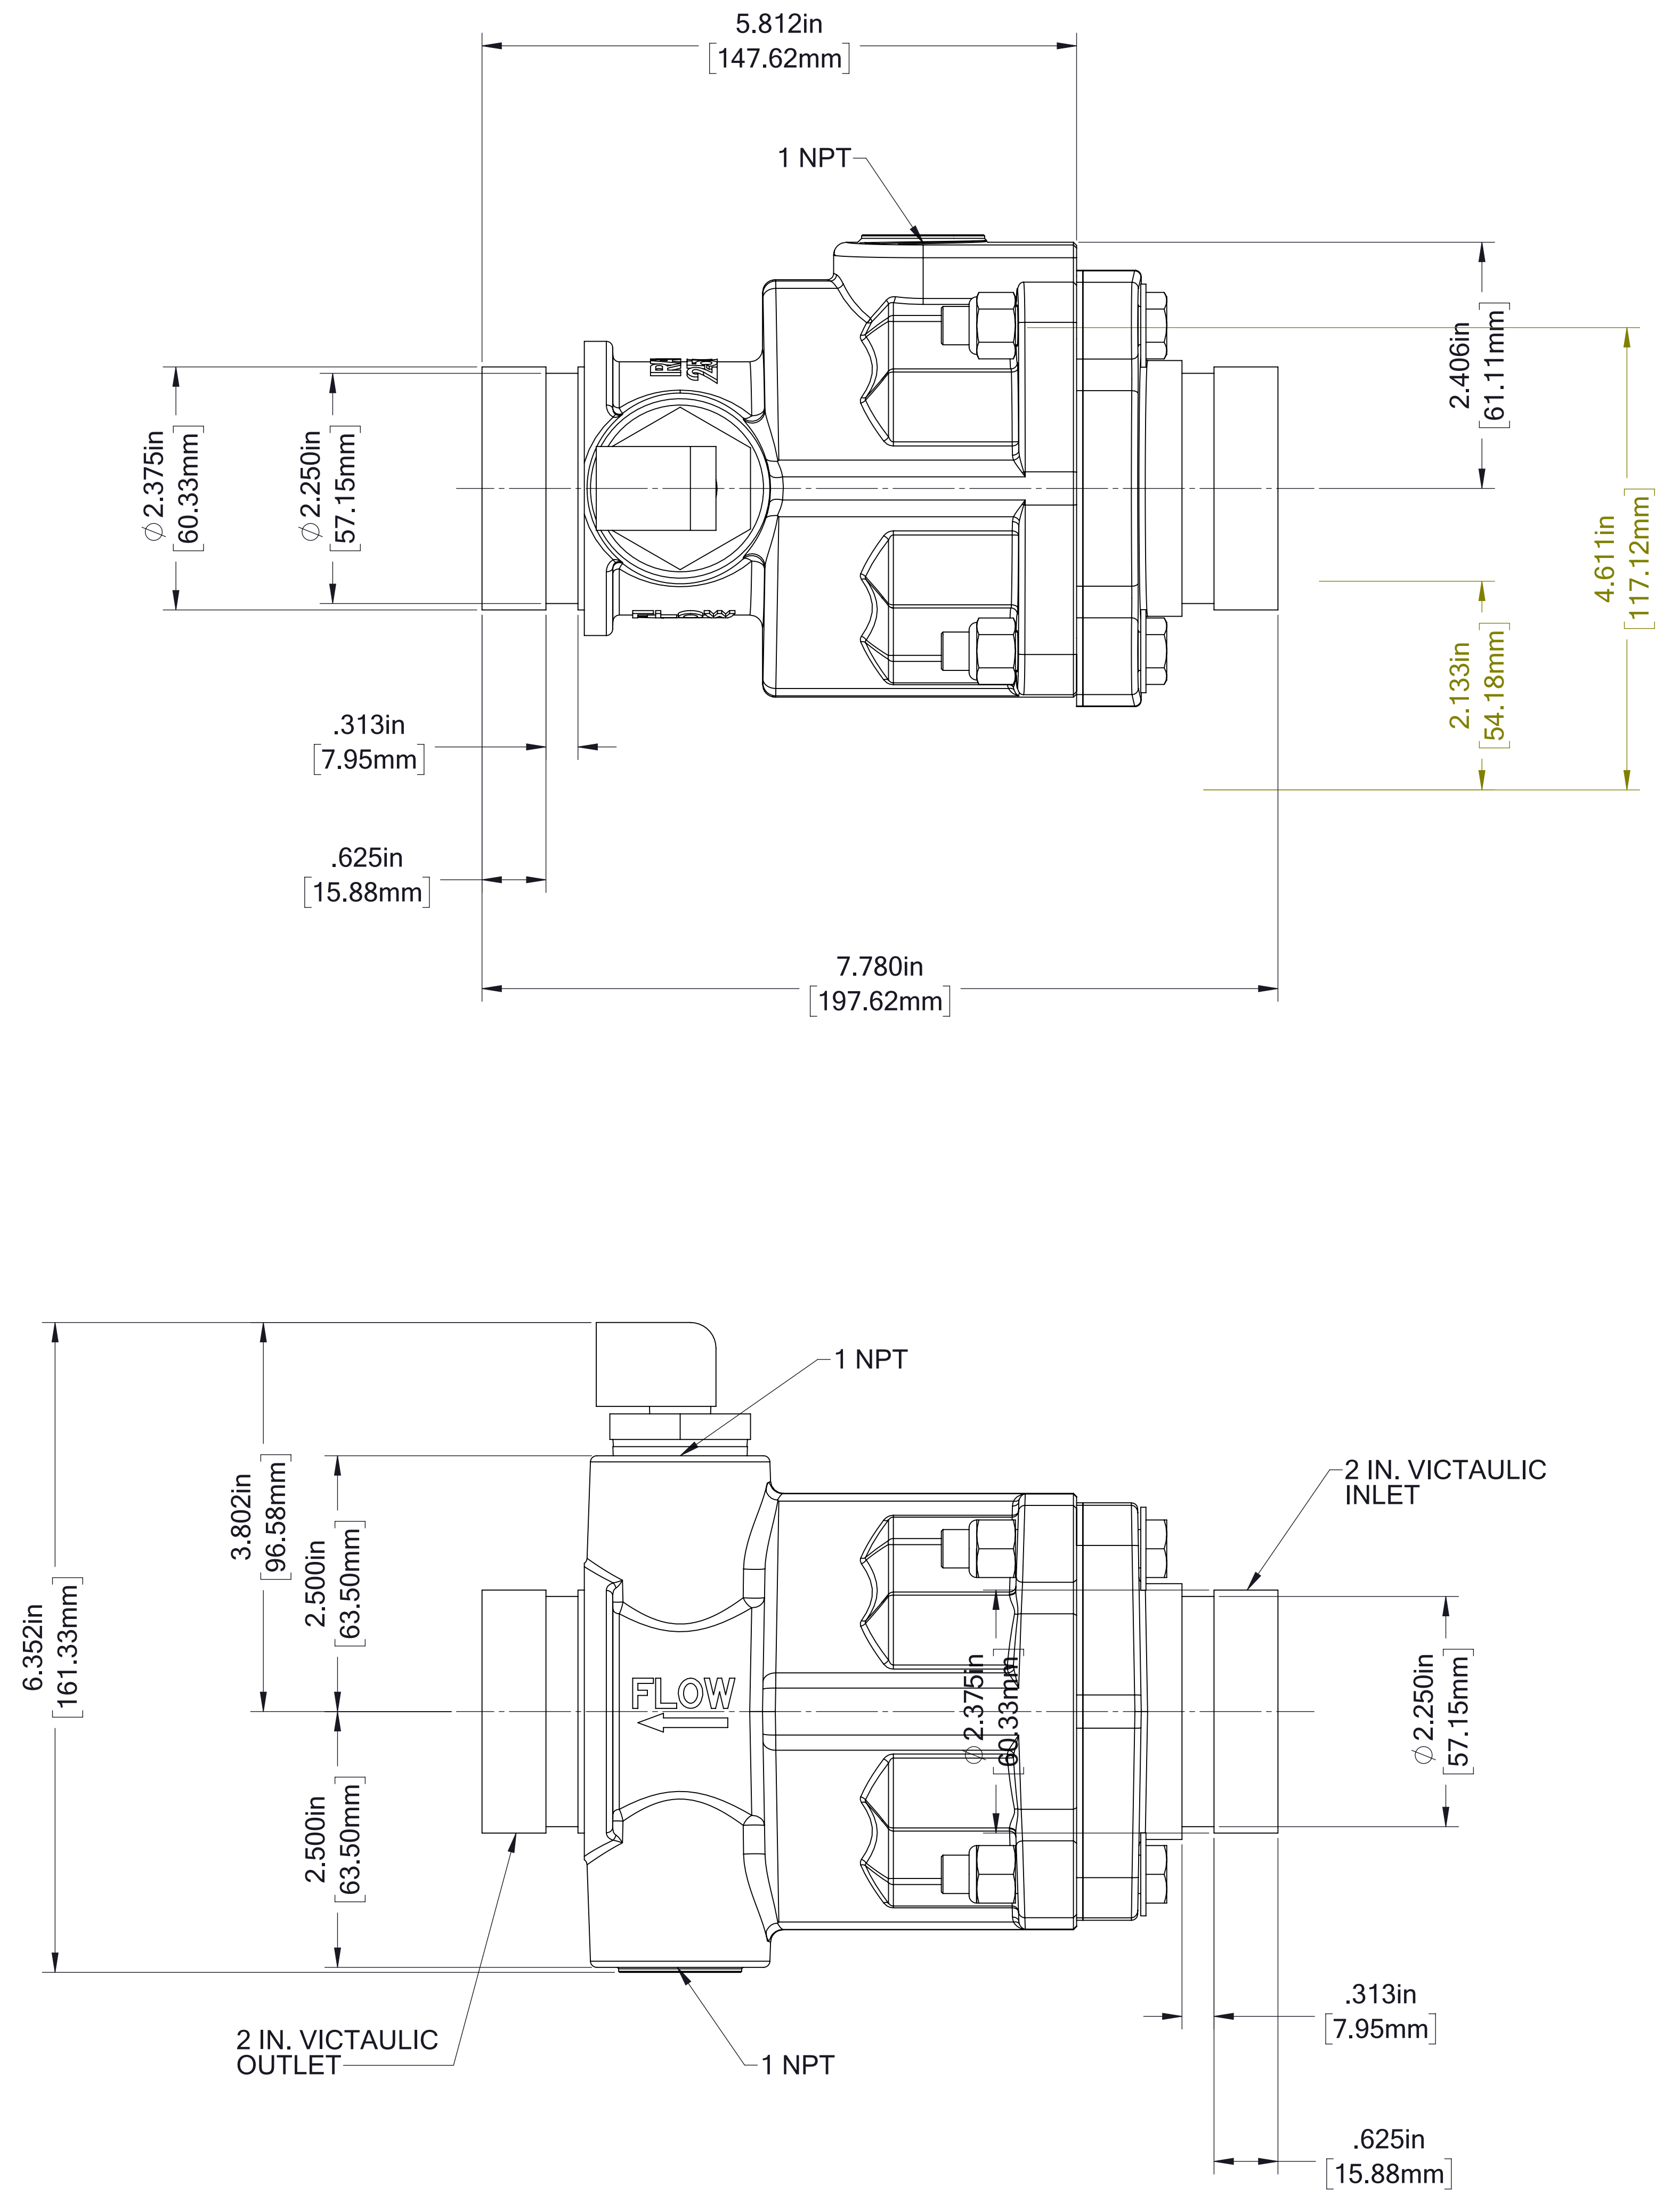 5.812in
[147.62mm]
1 NPT
2.406in
[61.11mm]
4.611in
[117.12mm]
2.133in
[54.18mm]
⌀2.375in
[60.33mm]
⌀2.250in
[57.15mm]
.313in
[7.95mm]
.625in
[15.88mm]
7.780in
[197.62mm]
1 NPT
2 IN. VICTAULIC
INLET
6.352in
[161.33mm]
3.802in
[96.58mm]
2.500in
[63.50mm]
2.500in
[63.50mm]
FLOW
⌀2.375in
[60.33mm]
⌀2.250in
[57.15mm]
.313in
[7.95mm]
2 IN. VICTAULIC
OUTLET
1 NPT
.625in
[15.88mm]